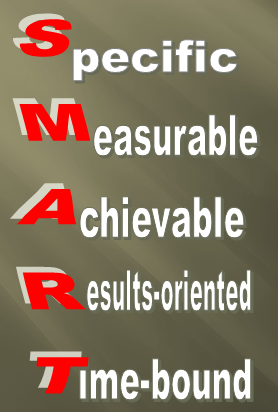 Specific
Measurable
Achievable
Results-oriented
Time-bound